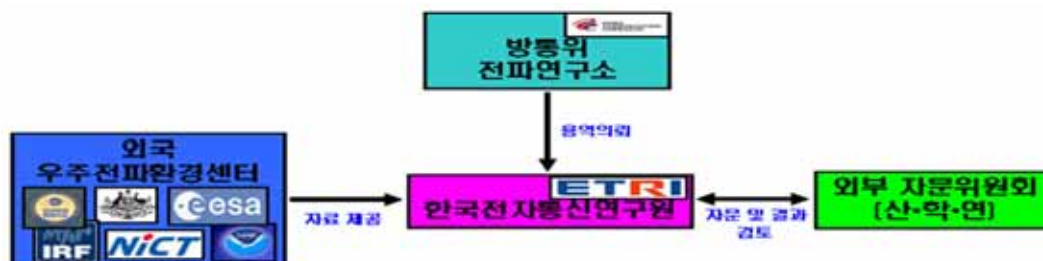 방통위
전파연구소
용역의뢰
외국
우주전파환경센터
esa
IRF
NiCT
자료 제공
ETRI
한국전자통신연구원
자문 및 결과
검토
외부 자문위원회
(산·학·연)